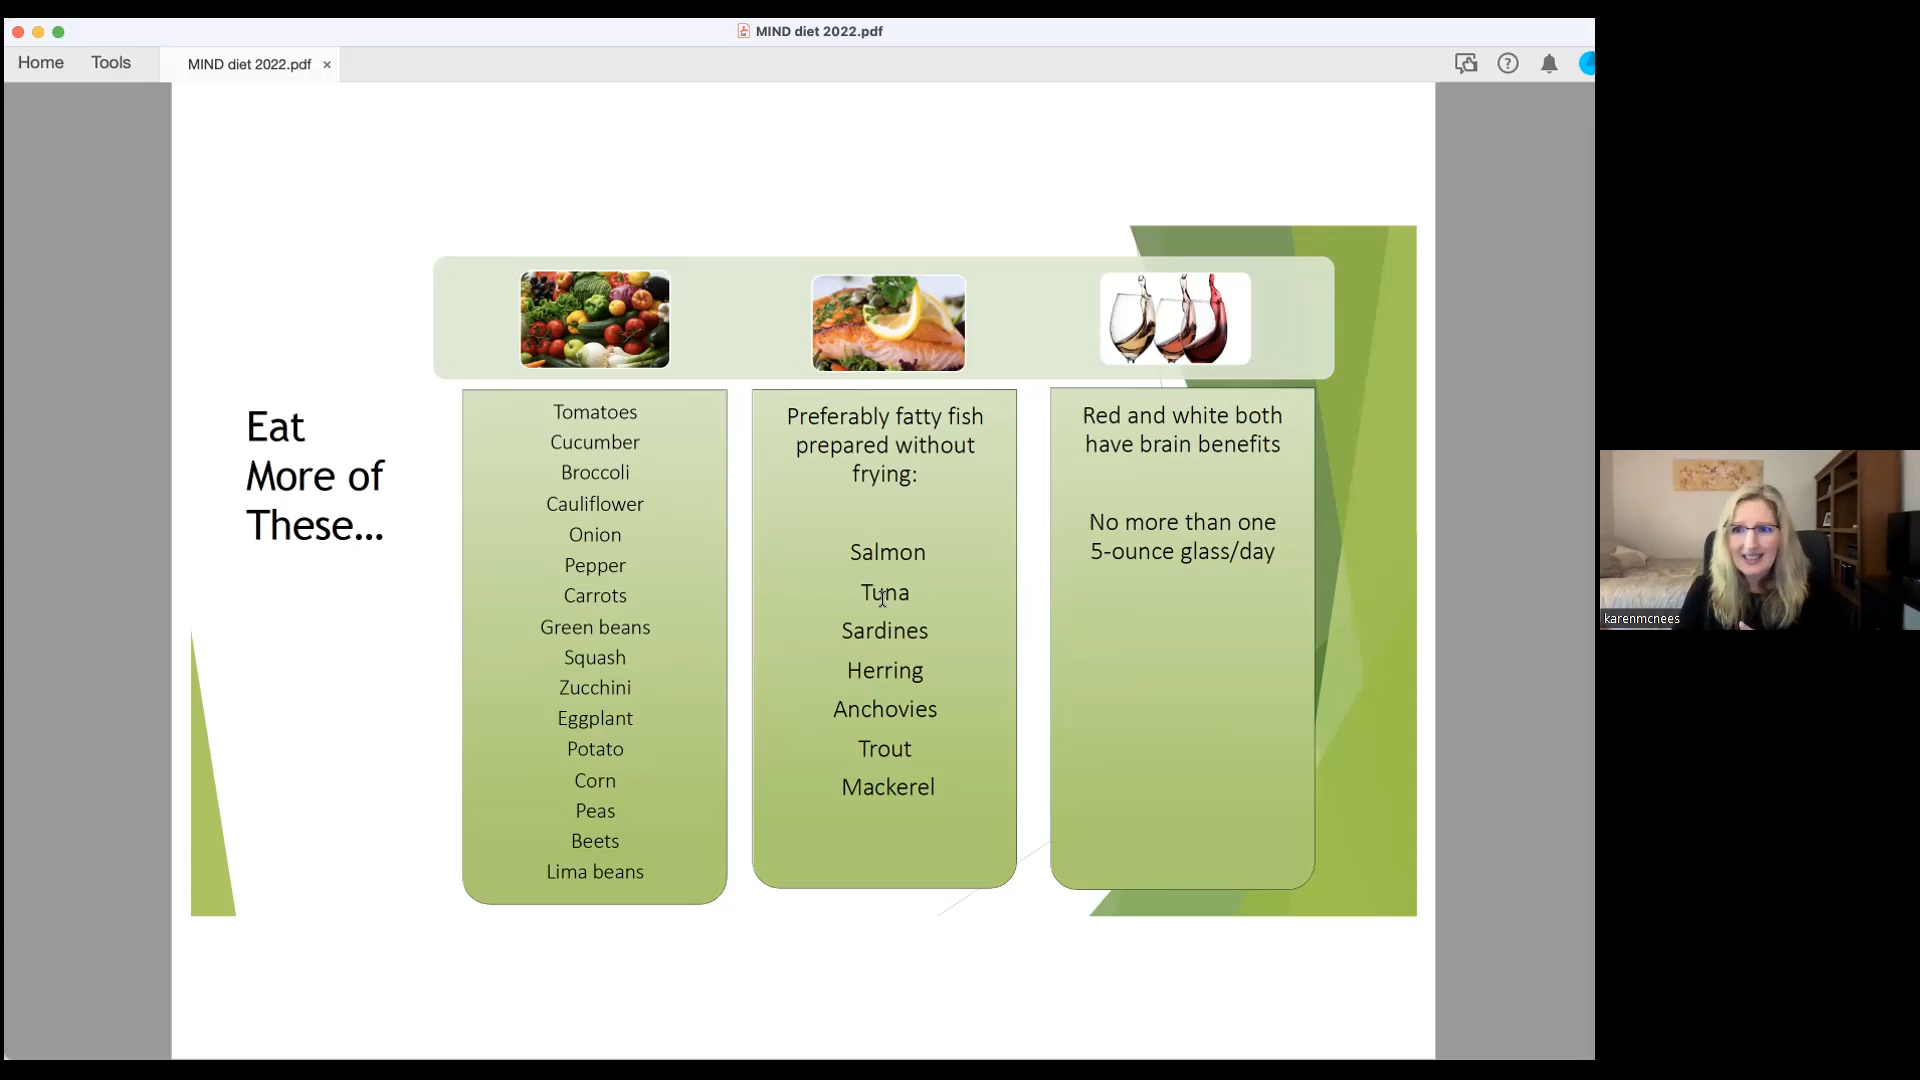 MIND diet 2022.pdf
Home
Tools
MIND diet 2022.pdf
Eat
More of
These...
Tomatoes
Cucumber
Broccoli
Cauliflower
Onion
Pepper
Carrots
Green beans
Squash
Zucchini
Eggplant
Potato
Corn
Peas
Beets
Lima beans
Preferably fatty fish
prepared without
frying:
Salmon
Tuna
Sardines
Herring
Anchovies
Trout
Mackerel
Red and white both
have brain benefits
No more than one
5-ounce glass/day
karenmcnees